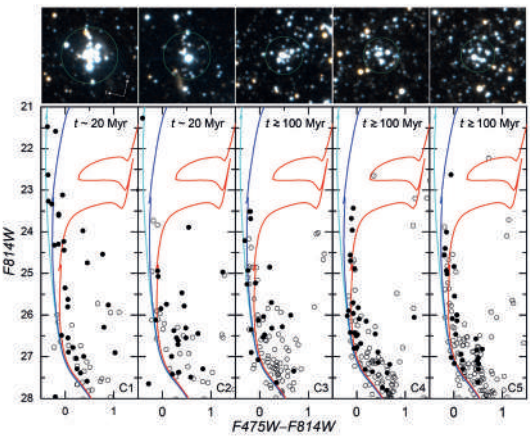 t ~ 20 Myr
t ~ 20 Myr
t ≥ 100 Myr
t ≥ 100 Myr
t ≥ 100 Myr
21
22
23
24
25
26
27
28
F814W
C1
C2
C3
C4
C5
0 1 0 1 0 1 0 1 0 1
F475W–F814W